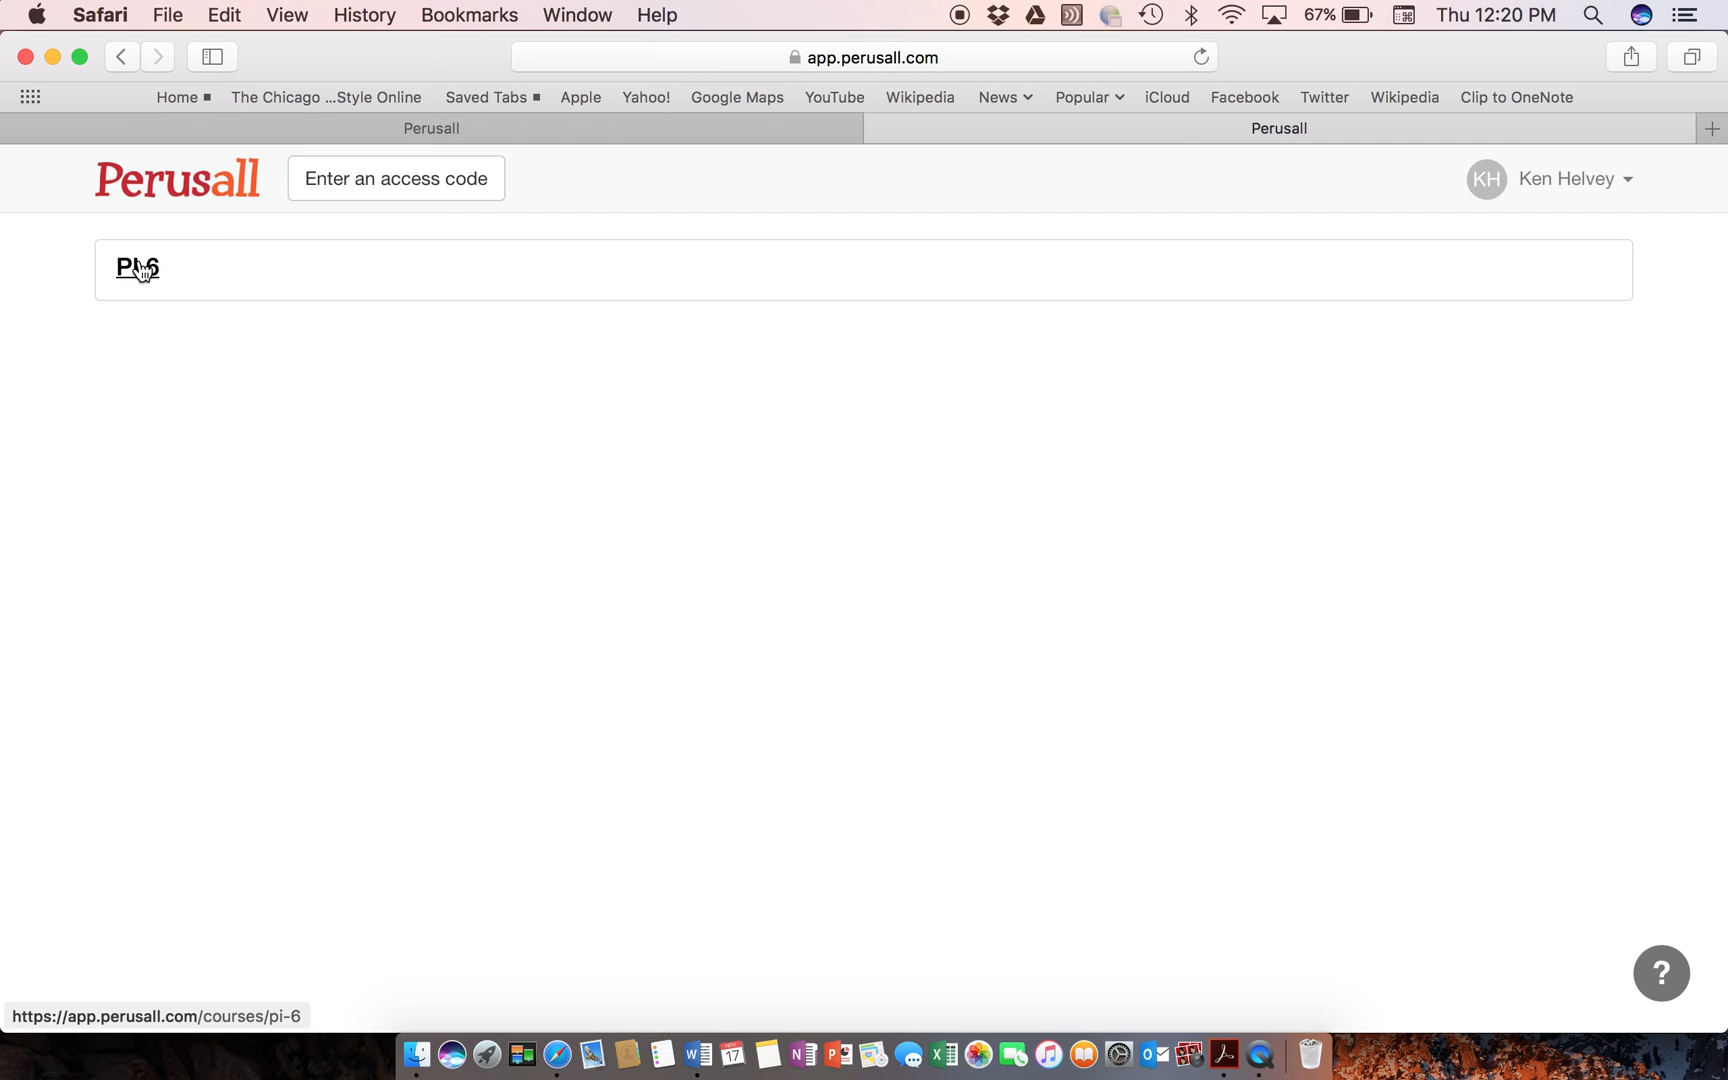 Safari File Edit View History Bookmarks Window Help 67% Thu 12:20 PM
app.perusall.com
Home The Chicago ...Style Online Saved Tabs Apple Yahoo! Google Maps YouTube Wikipedia News Popular iCloud Facebook Twitter Wikipedia Clip to OneNote
Perusall Perusall
Perusall Enter an access code KH Ken Helvey
?
https://app.perusall.com/courses/pi-6
NOV
17